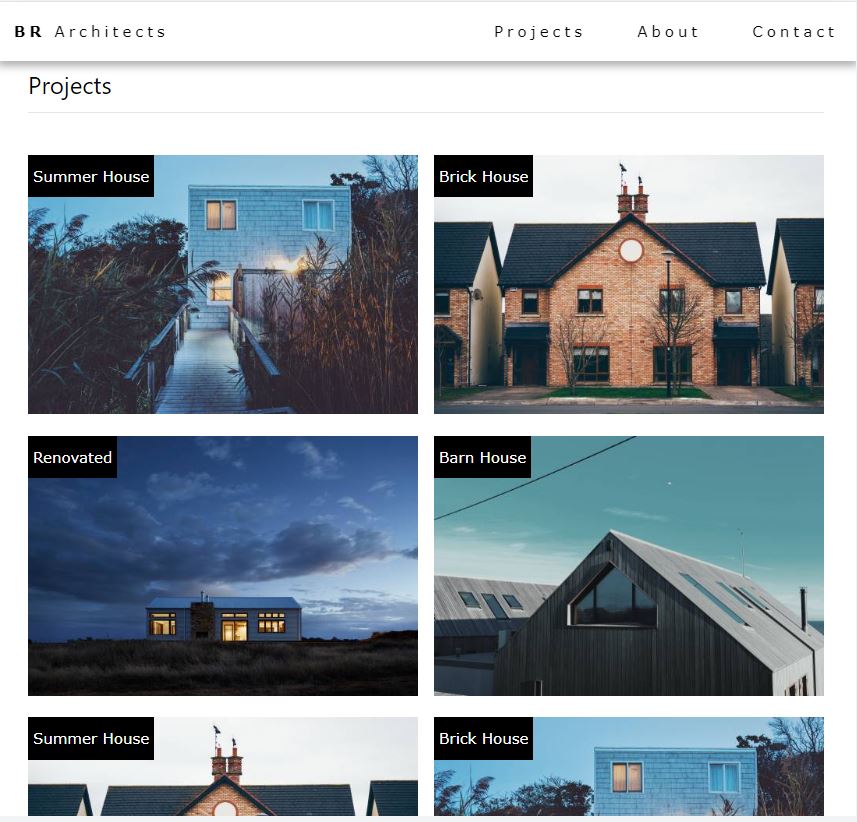 BR Architects Projects About Contact
Projects
Summer House Brick House
Renovated Barn House
Summer House Brick House